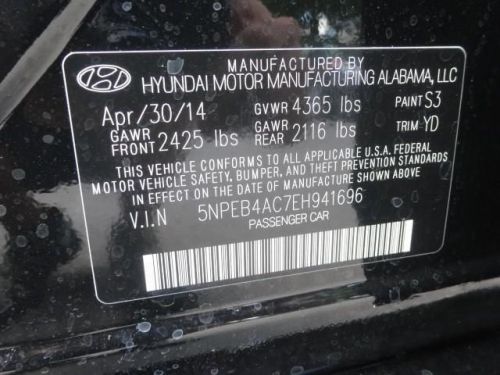 MANUFACTURED BY
HYUNDAI MOTOR MANUFACTURING ALABAMA, LLC
Apr/30/14 GVWR 4365 lbs PAINT S3
GAWR FRONT 2425 lbs GAWR REAR 2116 lbs TRIM YD
THIS VEHICLE CONFORMS TO ALL APPLICABLE U.S.A. FEDERAL
MOTOR VEHICLE SAFETY, BUMPER, AND THEFT PREVENTION STANDARDS
IN EFFECT ON THE DATE OF MANUFACTURE SHOWN ABOVE.
V.I.N 5NPEB4AC7EH941696
PASSENGER CAR